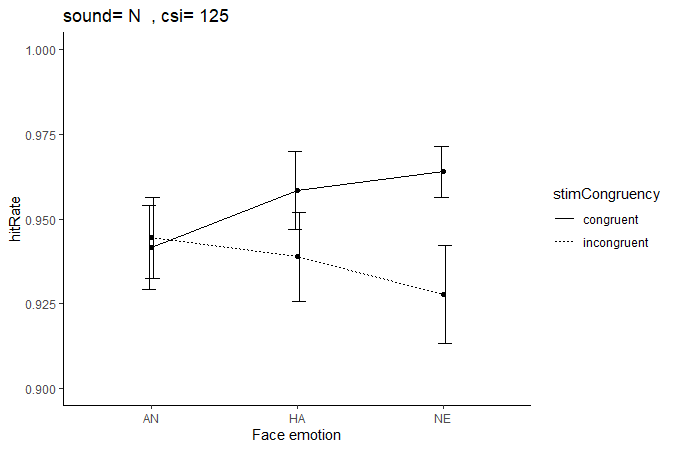 sound= N  , csi= 125
1.000
0.975
0.950
0.925
0.900
hitRate
AN HA NE
Face emotion
stimCongruency
congruent
incongruent